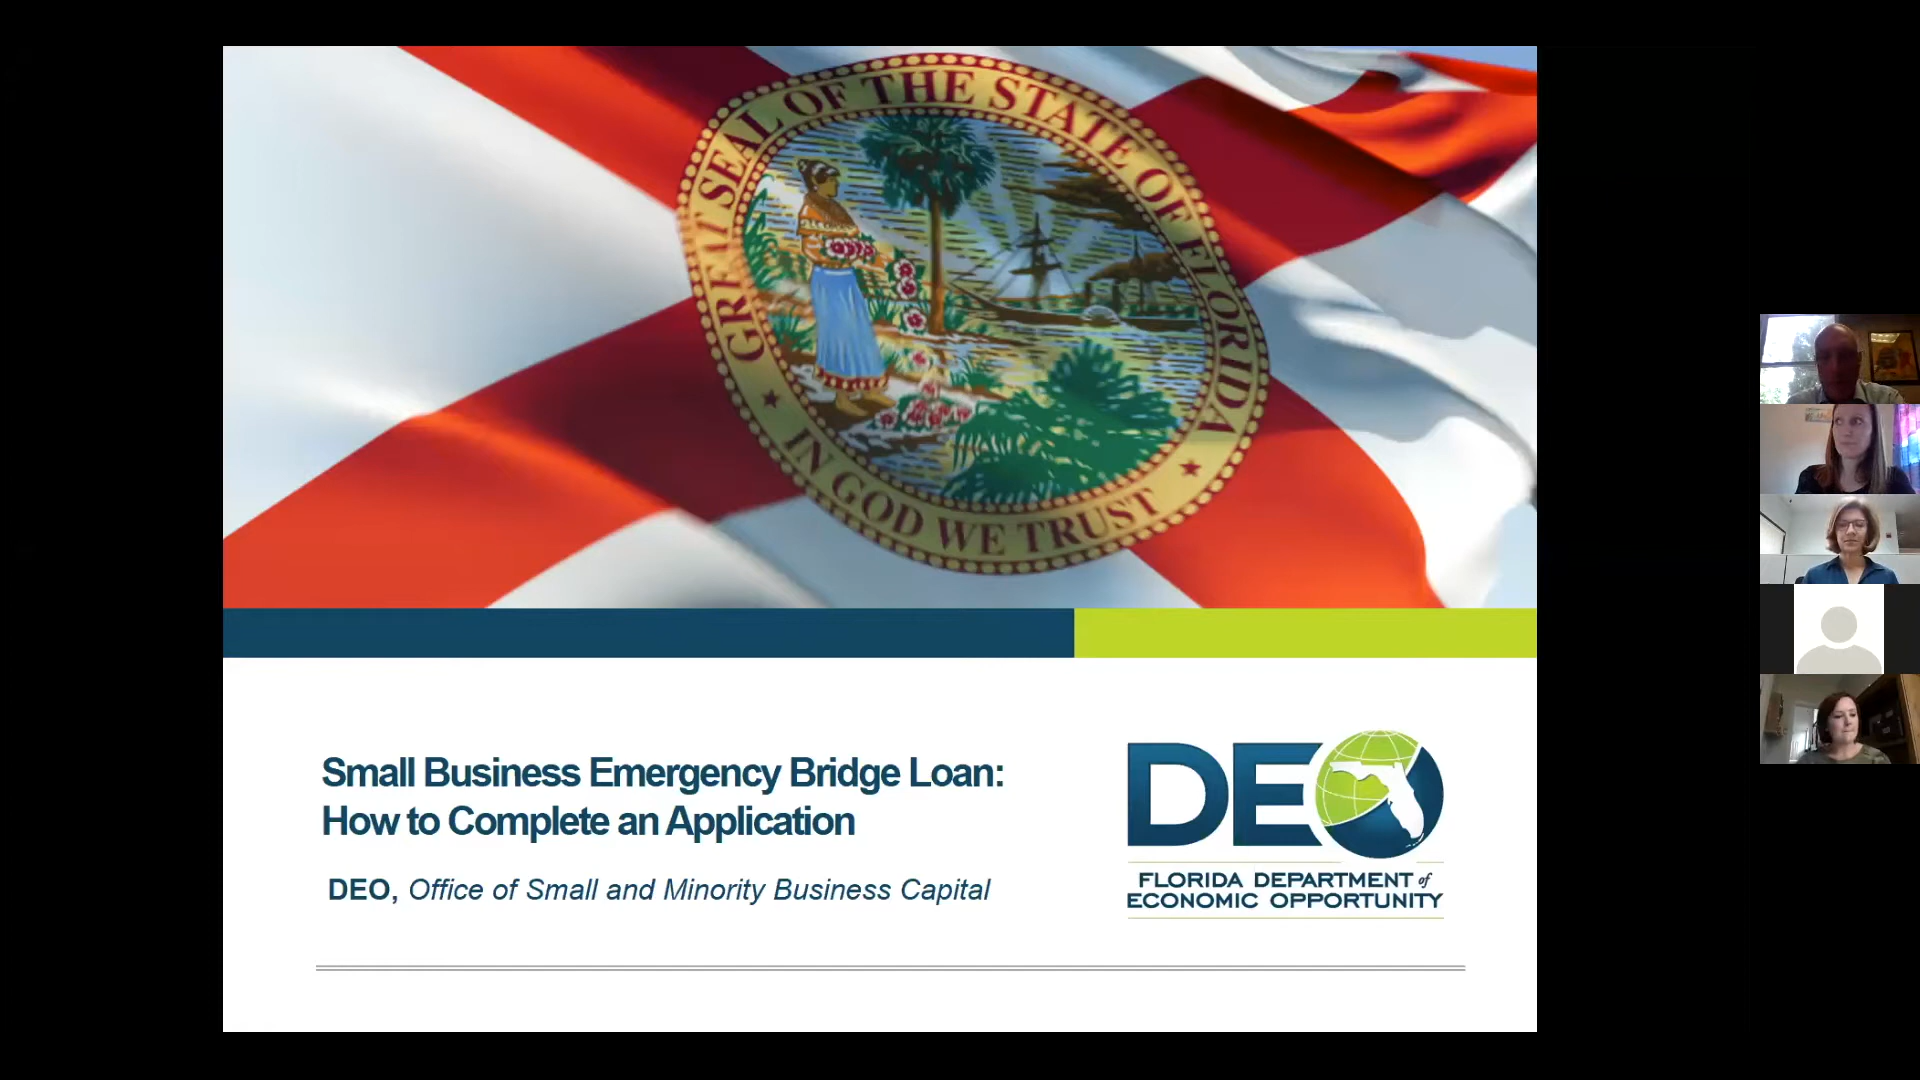 GREAT SEAL OF THE STATE OF FLORIDA
IN GOD WE TRUST
Small Business Emergency Bridge Loan:
How to Complete an Application
DEO, Office of Small and Minority Business Capital
DEO
FLORIDA DEPARTMENT of
ECONOMIC OPPORTUNITY